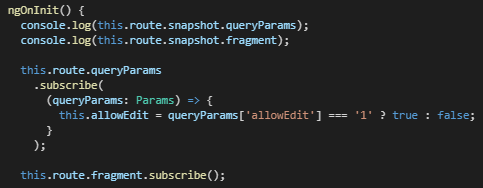 ngOnInit() {
  console.log(this.route.snapshot.queryParams);
  console.log(this.route.snapshot.fragment);

  this.route.queryParams
    .subscribe(
      (queryParams: Params) => {
        this.allowEdit = queryParams['allowEdit'] === '1' ? true : false;
      }
    );

  this.route.fragment.subscribe();